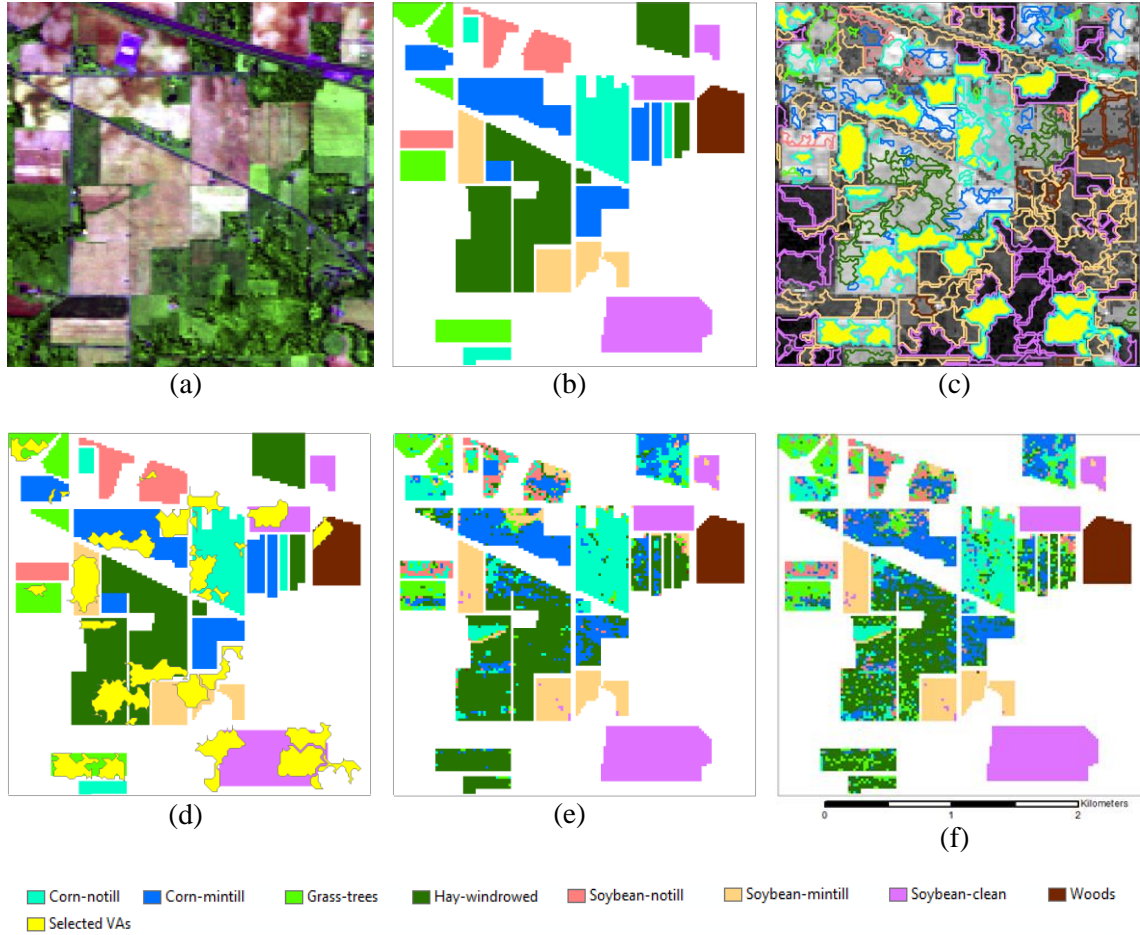 (a) (b) (c)
Kilometers
0 1 2
(d) (e) (f)
Corn-notill Corn-mintill Grass-trees Hay-windrowed Soybean-notill Soybean-mintill Soybean-clean Woods
Selected VAs